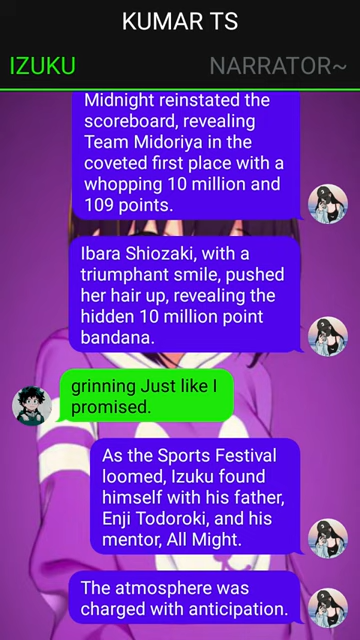 KUMAR TS
IZUKU
NARRATOR~
Midnight reinstated the
scoreboard, revealing
Team Midoriya in the
coveted first place with a
whopping 10 million and
109 points.
Ibara Shiozaki, with a
triumphant smile, pushed
her hair up, revealing the
hidden 10 million point
bandana.
grinning Just like I
promised.
As the Sports Festival
loomed, Izuku found
himself with his father,
Enji Todoroki, and his
mentor, All Might.
The atmosphere was
charged with anticipation.